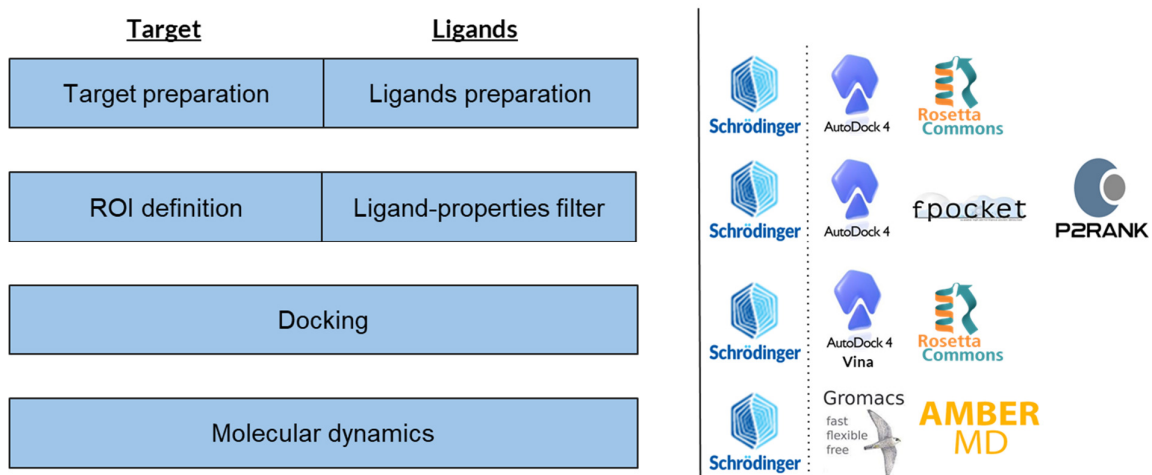 Target
Ligands
Target preparation
Ligands preparation
Schrödinger
AutoDock 4
Rosetta
Commons
ROI definition
Ligand-properties filter
Schrödinger
AutoDock 4
fpocket
P2RANK
Docking
Schrödinger
AutoDock 4
Vina
Rosetta
Commons
Molecular dynamics
Schrödinger
Gromacs
fast
flexible
free
AMBER
MD